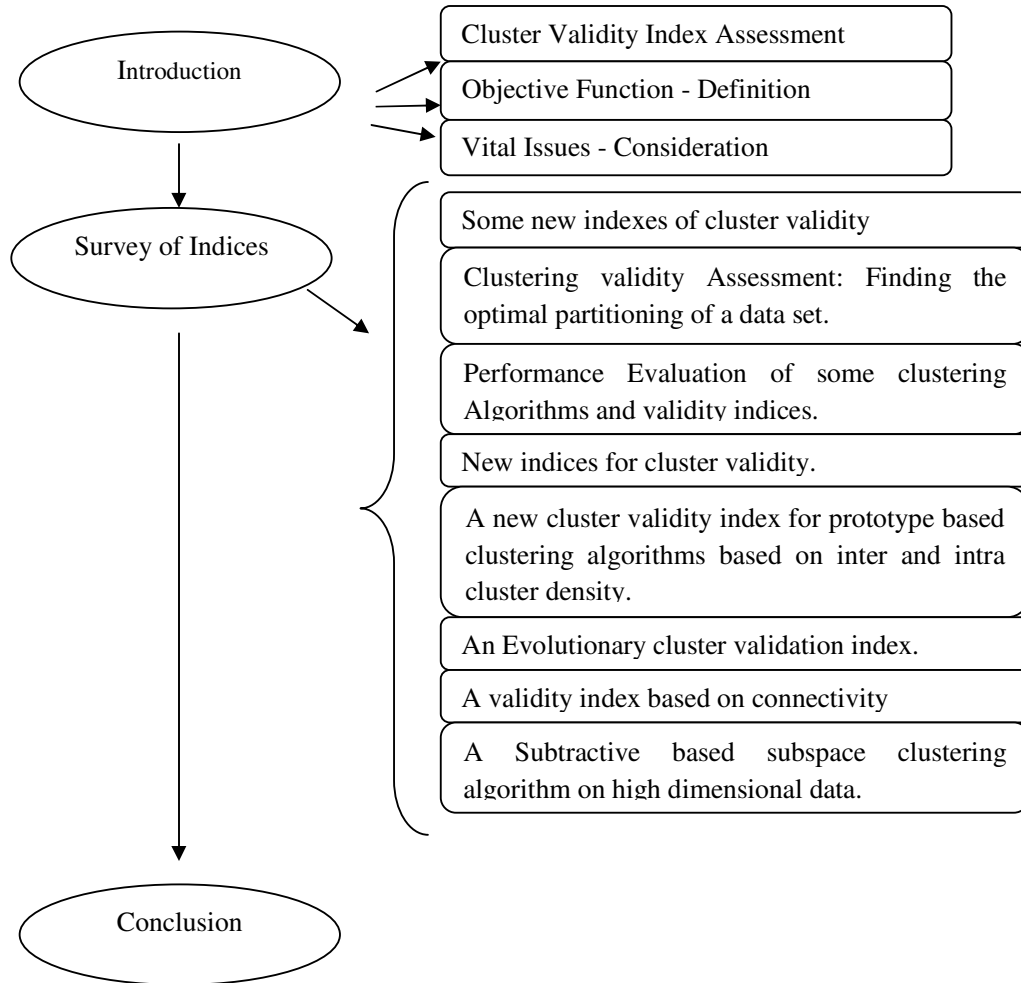 Introduction
Cluster Validity Index Assessment
Objective Function - Definition
Vital Issues - Consideration
Survey of Indices
Some new indexes of cluster validity
Clustering validity Assessment: Finding the
optimal partitioning of a data set.
Performance Evaluation of some clustering
Algorithms and validity indices.
New indices for cluster validity.
A new cluster validity index for prototype based
clustering algorithms based on inter and intra
cluster density.
An Evolutionary cluster validation index.
A validity index based on connectivity
A Subtractive based subspace clustering
algorithm on high dimensional data.
Conclusion